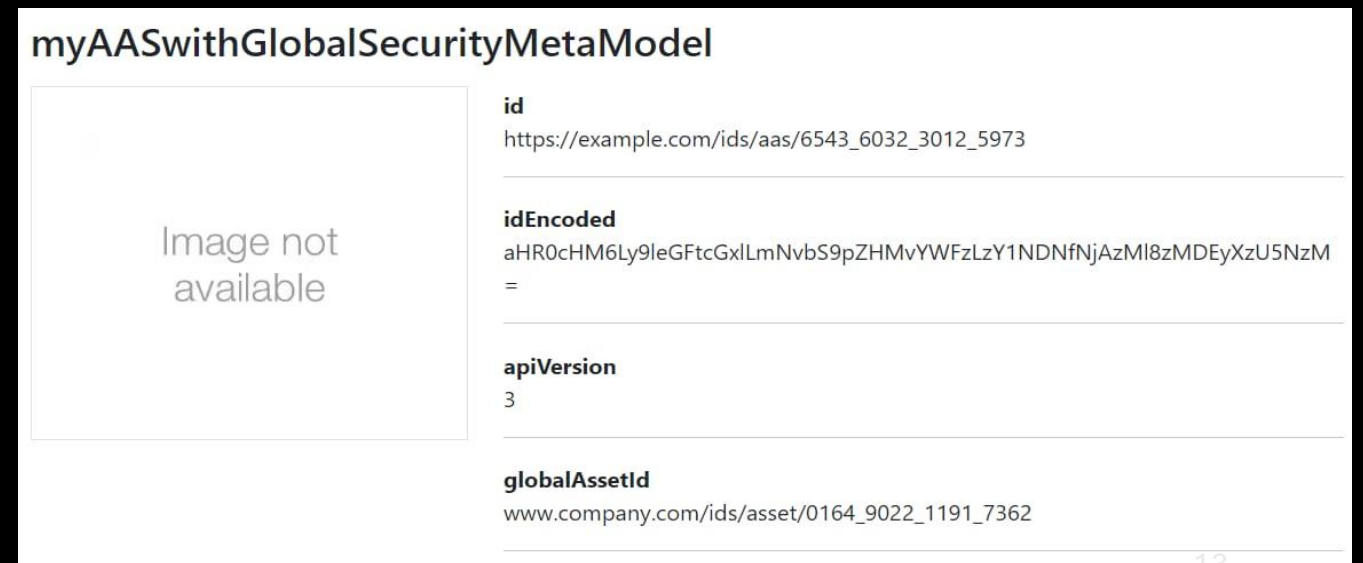 myAASwithGlobalSecurityMetaModel
Image not
available
id
https://example.com/ids/aas/6543_6032_3012_5973
idEncoded
aHR0cHM6Ly9leGFtcGxlLmNvbS9pZHMvYWFzLzY1NDNfNjAzMl8zMDEyXzU5NzM
=
apiVersion
3
globalAssetId
www.company.com/ids/asset/0164_9022_1191_7362
13